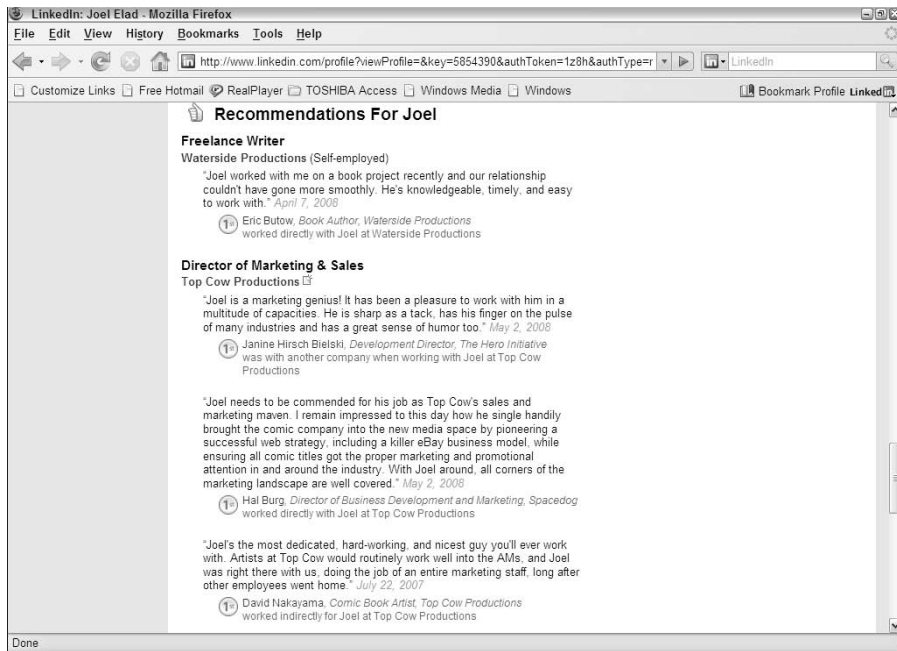 LinkedIn: Joel Elad - Mozilla Firefox
File Edit View History Bookmarks Tools Help
http://www.linkedin.com/profile?viewProfile=&key=5854390&authToken=1z8h&authType=r
LinkedIn
Customize Links Free Hotmail RealPlayer TOSHIBA Access Windows Media Windows Bookmark Profile Linked in
Recommendations For Joel
Freelance Writer
Waterside Productions (Self-employed)
“Joel worked with me on a book project recently and our relationship
couldn't have gone more smoothly. He's knowledgeable, timely, and easy
to work with.” April 7, 2008
1st Eric Butow, Book Author, Waterside Productions
worked directly with Joel at Waterside Productions
Director of Marketing & Sales
Top Cow Productions
“Joel is a marketing genius! It has been a pleasure to work with him in a
multitude of capacities. He is sharp as a tack, has his finger on the pulse
of many industries and has a great sense of humor too.” May 2, 2008
1st Janine Hirsch Bielski, Development Director, The Hero Initiative
was with another company when working with Joel at Top Cow
Productions
“Joel needs to be commended for his job as Top Cow's sales and
marketing maven. I remain impressed to this day how he single handily
brought the comic company into the new media space by pioneering a
successful web strategy, including a killer eBay business model, while
ensuring all comic titles got the proper marketing and promotional
attention in and around the industry. With Joel around, all corners of the
marketing landscape are well covered.” May 2, 2008
1st Hal Burg, Director of Business Development and Marketing, Spacedog
worked directly with Joel at Top Cow Productions
“Joel's the most dedicated, hard-working, and nicest guy you'll ever work
with. Artists at Top Cow would routinely work well into the AMs, and Joel
was right there with us, doing the job of an entire marketing staff, long after
other employees went home.” July 22, 2007
1st David Nakayama, Comic Book Artist, Top Cow Productions
worked indirectly for Joel at Top Cow Productions
Done